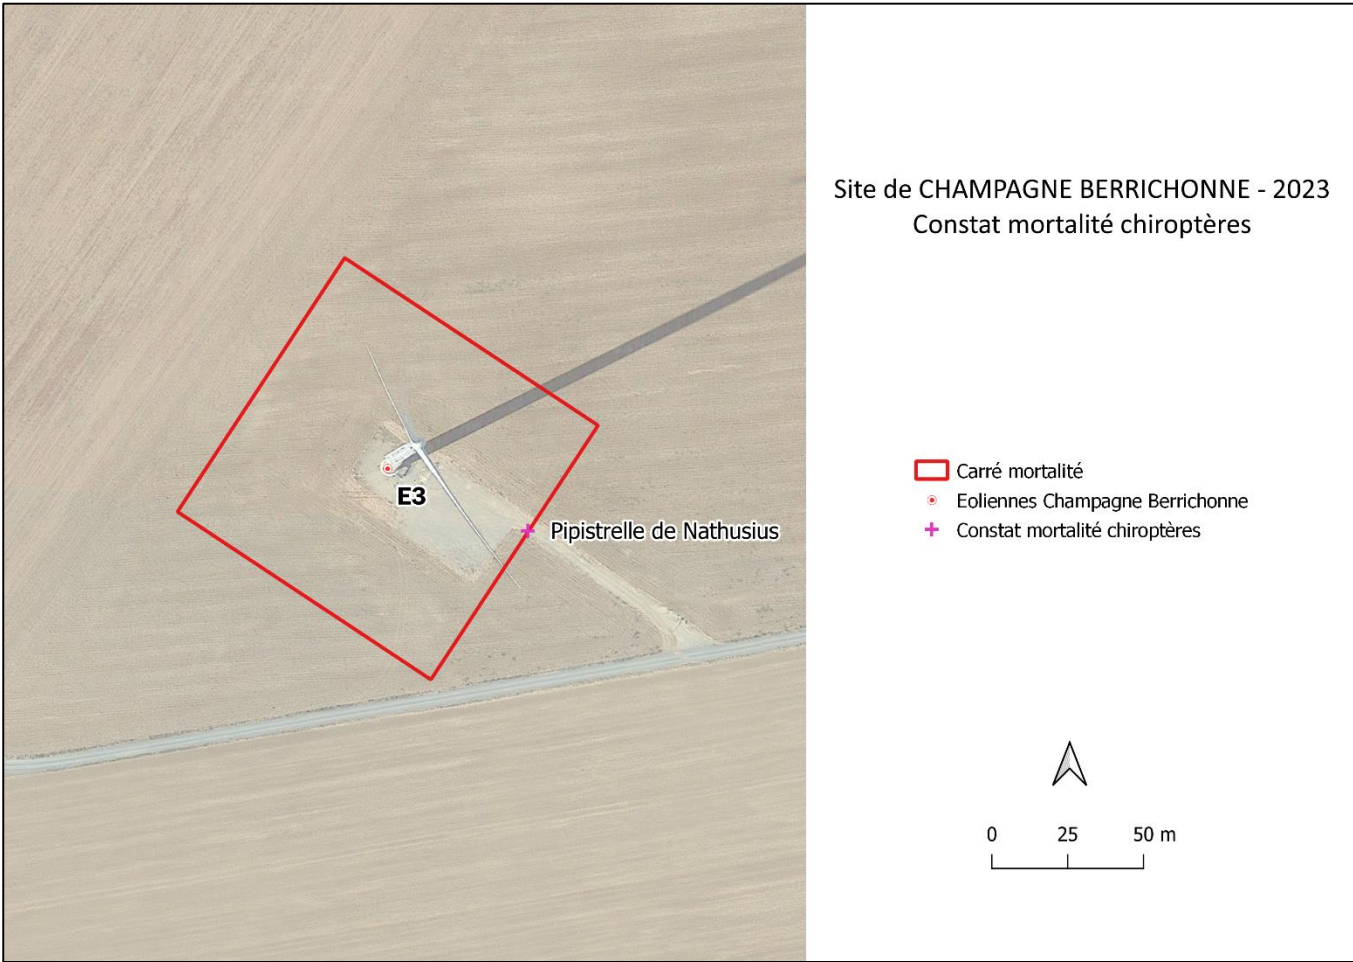 Site de CHAMPAGNE BERRICHONNE - 2023
Constat mortalité chiroptères
E3
Pipistrelle de Nathusius
Carré mortalité
Eoliennes Champagne Berrichonne
Constat mortalité chiroptères
0 25 50 m